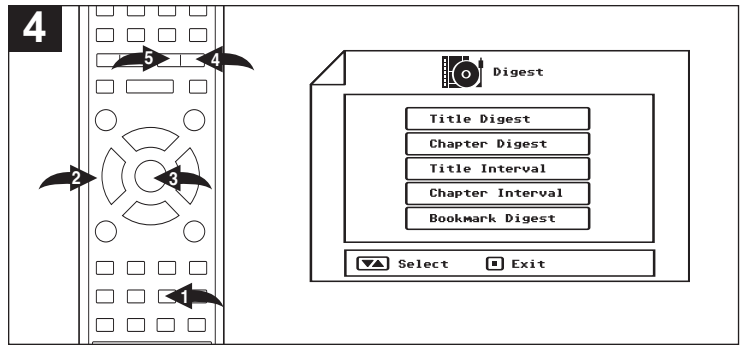 4
5 4
2 3
1
Digest
Title Digest
Chapter Digest
Title Interval
Chapter Interval
Bookmark Digest
Select Exit